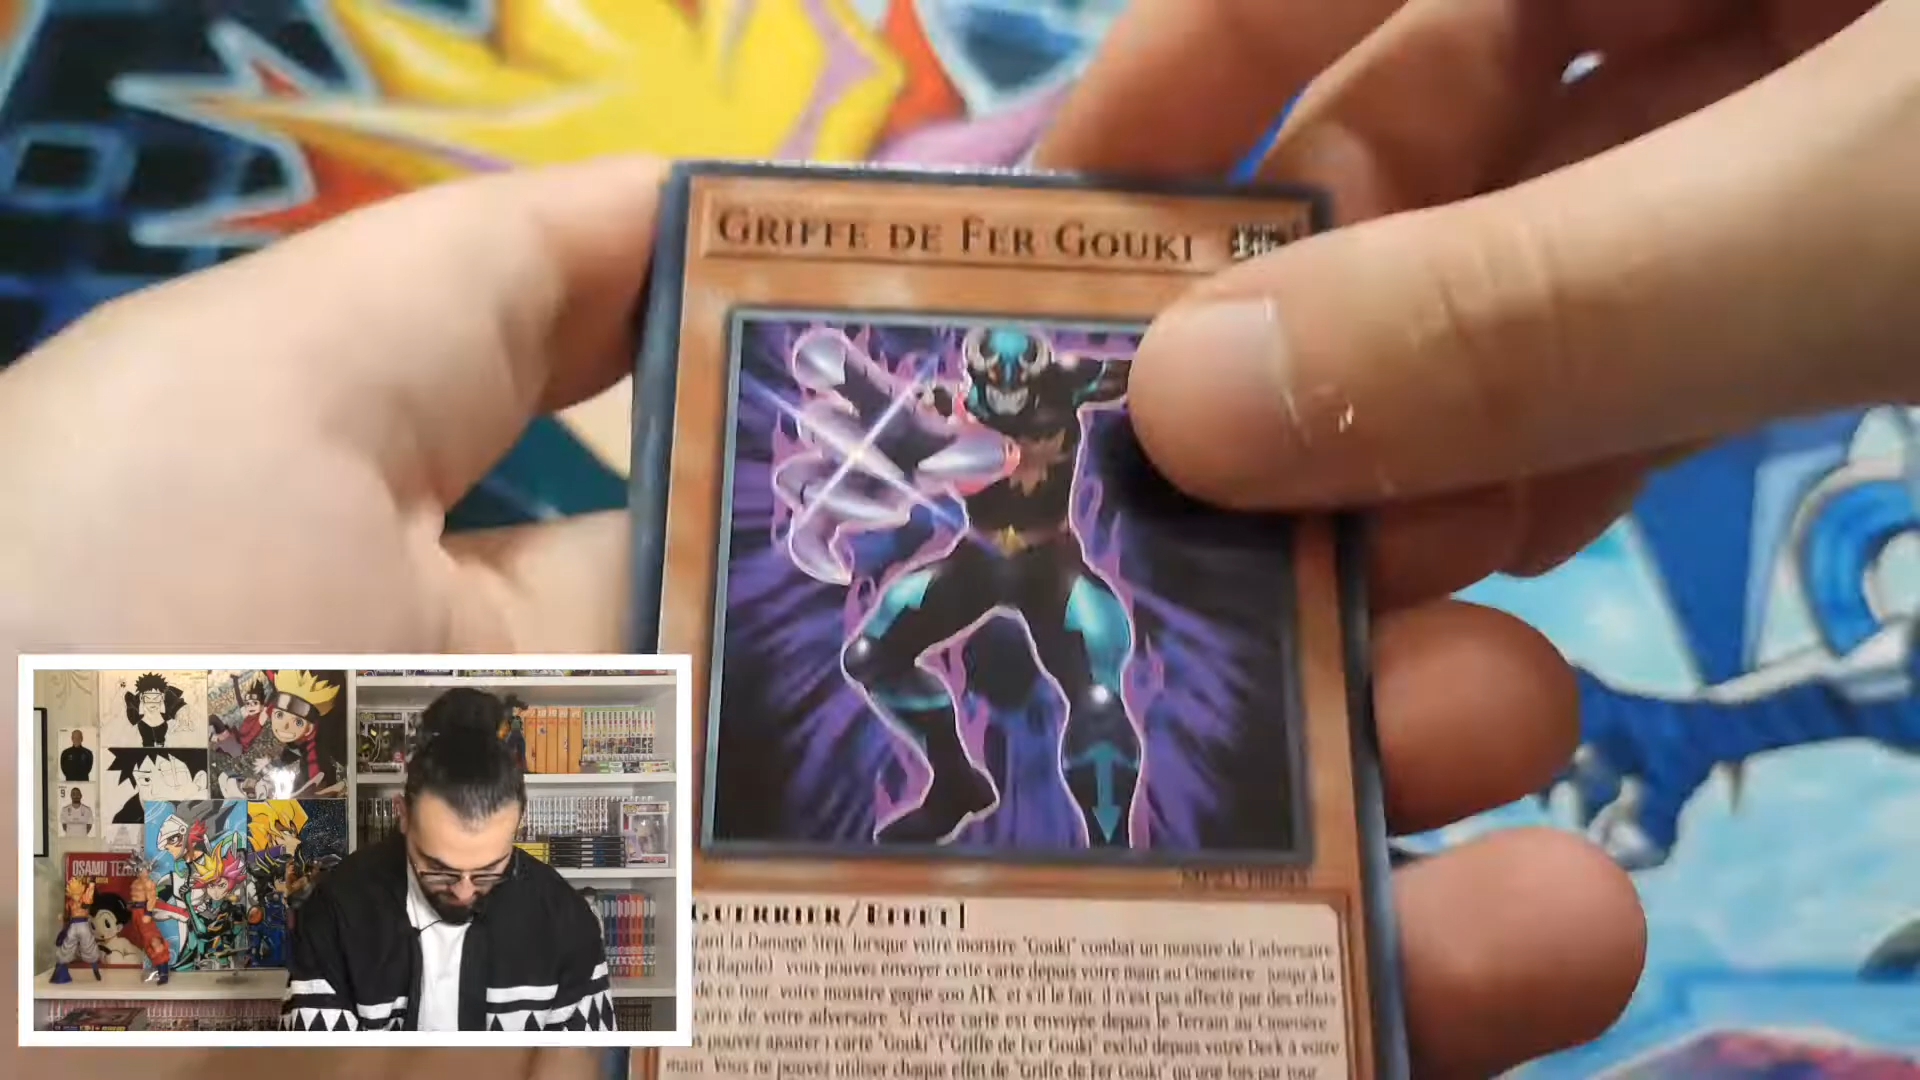 GRIFFE DE FER GOUKI
GUERRIER/EFFET]
la Damage Step, lorsque votre monstre "Gouki" combat un monstre de l'adversaire
Rapide) vous pouvez envoyer cette carte depuis votre main au Cimetière jusqu'à la
de ce tour, votre monstre gagne 500 ATK et s'il le fait, il n'est pas affecté par des effets
carte de votre adversaire. Si cette carte est envoyée depuis le Terrain au Cimetière
pouvez ajouter 1 carte "Gouki" ("Griffe de Fer Gouki" exclu) depuis votre Deck à votre
main. Vous ne pouvez utiliser chaque effet de "Griffe de Fer Gouki" qu'une fois par tour.
OSAMU
9